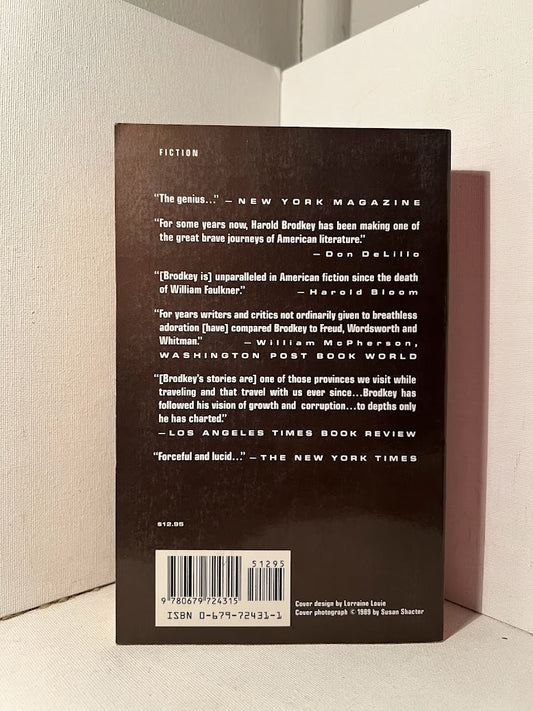 FICTION
“The genius...” — NEW YORK MAGAZINE
“For some years now, Harold Brodkey has been making one of
the great brave journeys of American literature.”
— Don DeLillo
“[Brodkey is] unparalleled in American fiction since the death
of William Faulkner.” — Harold Bloom
“For years writers and critics not ordinarily given to breathless
adoration [have] compared Brodkey to Freud, Wordsworth and
Whitman.” — William McPherson,
WASHINGTON POST BOOK WORLD
“[Brodkey's stories are] one of those provinces we visit while
traveling and that travel with us ever since...Brodkey has
followed his vision of growth and corruption...to depths only
he has charted.”
— LOS ANGELES TIMES BOOK REVIEW
“Forceful and lucid...” — THE NEW YORK TIMES
$12.95
51295
9 780679 724315
ISBN 0-679-72431-1
Cover design by Lorraine Louie
Cover photograph © 1989 by Susan Shacter